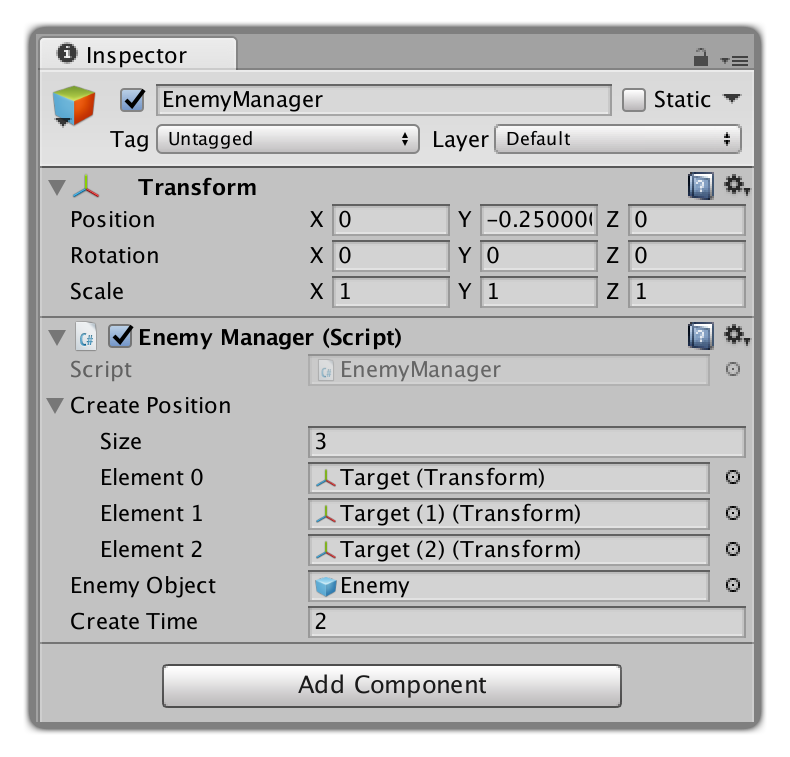 Inspector
EnemyManager Static
Tag Untagged Layer Default
Transform
Position X 0 Y -0.250000 Z 0
Rotation X 0 Y 0 Z 0
Scale X 1 Y 1 Z 1
C# Enemy Manager (Script)
Script C# EnemyManager
Create Position
Size 3
Element 0 Target (Transform)
Element 1 Target (1) (Transform)
Element 2 Target (2) (Transform)
Enemy Object Enemy
Create Time 2
Add Component